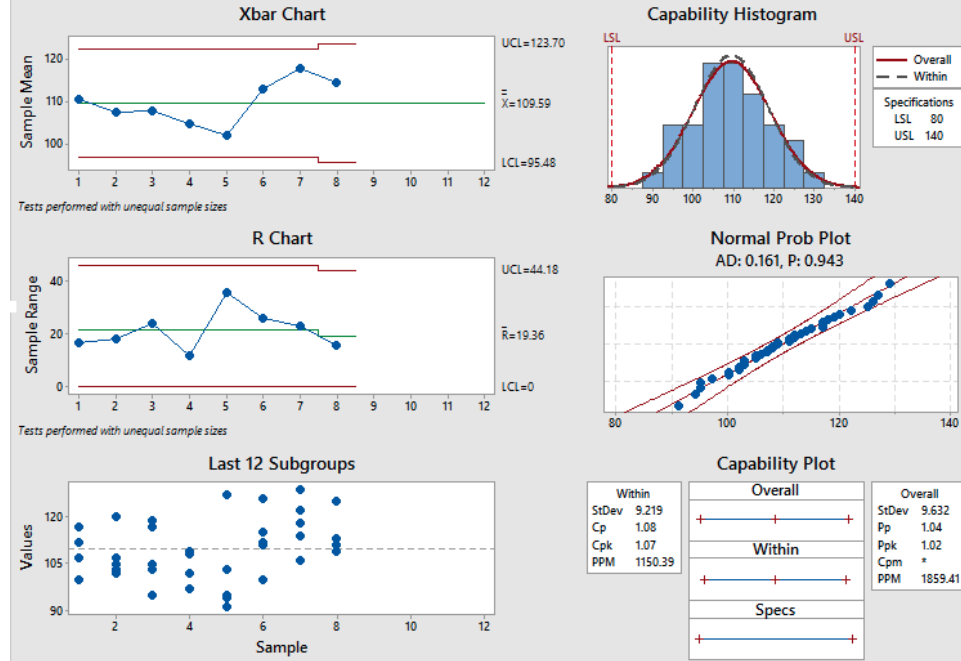 Xbar Chart
Sample Mean
120
110
100
UCL=123.70
X=109.59
LCL=95.48
1 2 3 4 5 6 7 8 9 10 11 12
Tests performed with unequal sample sizes
Capability Histogram
LSL USL
80 90 100 110 120 130 140
Overall
Within
Specifications
LSL 80
USL 140
R Chart
Sample Range
40
20
0
UCL=44.18
R=19.36
LCL=0
1 2 3 4 5 6 7 8 9 10 11 12
Tests performed with unequal sample sizes
Normal Prob Plot
AD: 0.161, P: 0.943
80 100 120 140
Last 12 Subgroups
Values
120
105
90
2 4 6 8 10 12
Sample
Capability Plot
Within
StDev 9.219
Cp 1.08
Cpk 1.07
PPM 1150.39
Overall
Within
Specs
Overall
StDev 9.632
Pp 1.04
Ppk 1.02
Cpm *
PPM 1859.41